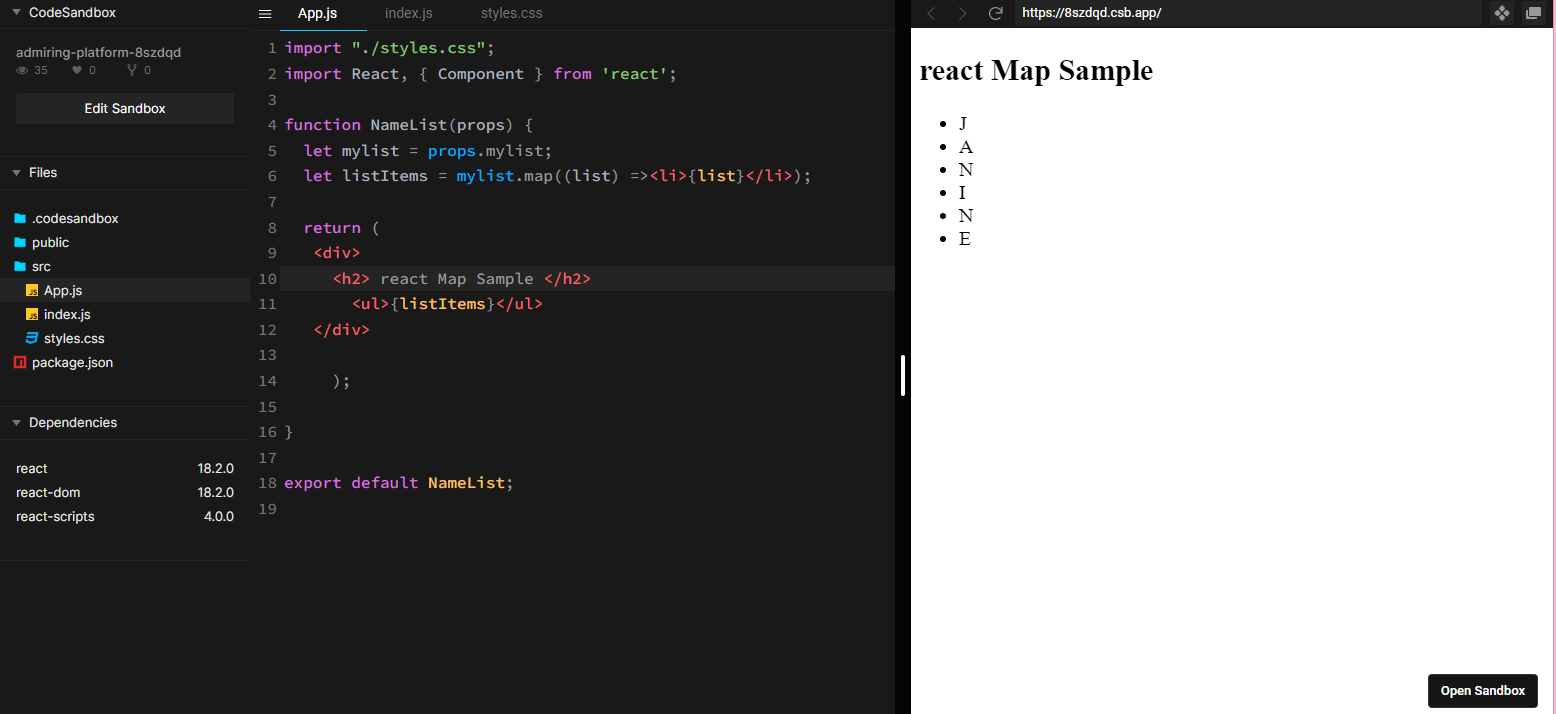 CodeSandbox
admiring-platform-8szdqd
35 0 0
Edit Sandbox
Files
.codesandbox
public
src
App.js
index.js
styles.css
package.json
Dependencies
react 18.2.0
react-dom 18.2.0
react-scripts 4.0.0
App.js index.js styles.css
1 import "./styles.css";
2 import React, { Component } from 'react';
3
4 function NameList(props) {
5 let mylist = props.mylist;
6 let listItems = mylist.map((list) =><li>{list}</li>);
7
8 return (
9 <div>
10 <h2> react Map Sample </h2>
11 <ul>{listItems}</ul>
12 </div>
13
14 );
15
16 }
17
18 export default NameList;
19
https://8szdqd.csb.app/
react Map Sample
J
A
N
I
N
E
Open Sandbox